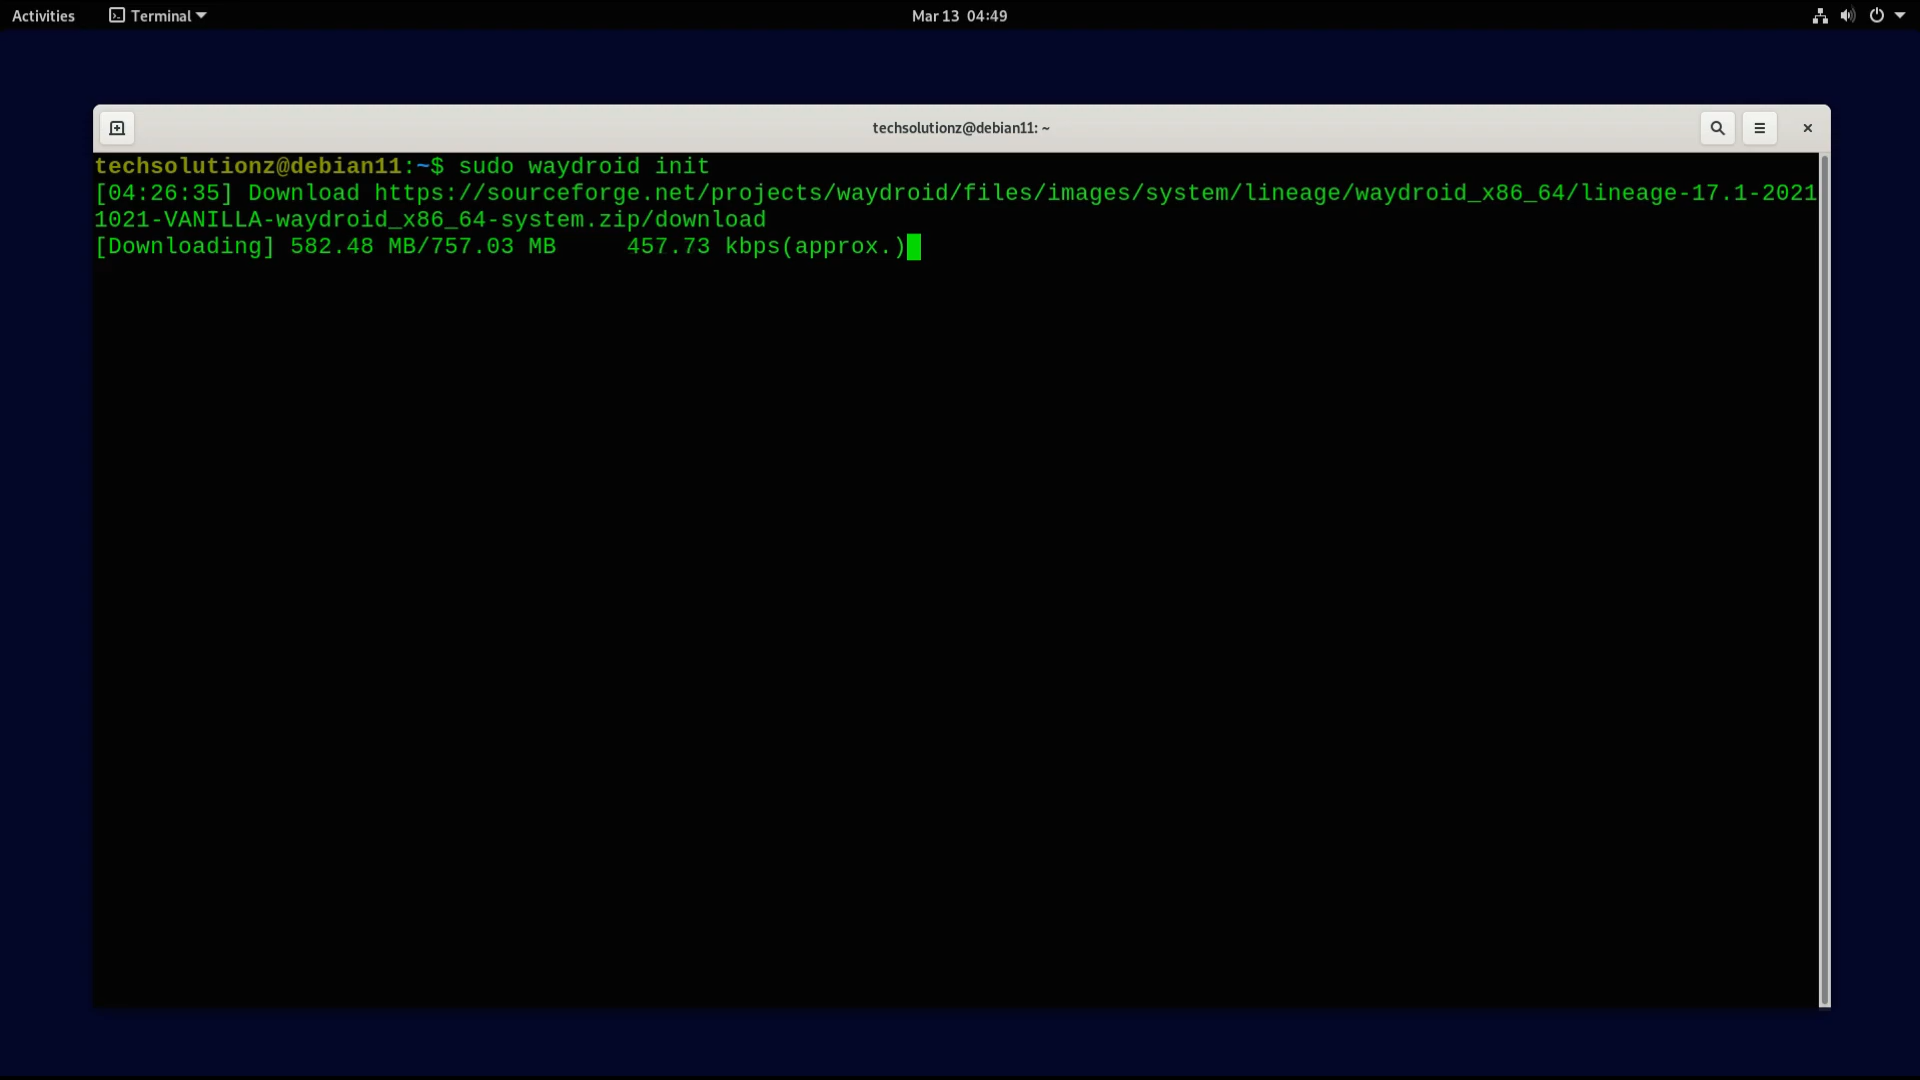 Activities Terminal Mar 13 04:49
techsolutionz@debian11: ~
techsolutionz@debian11:~$ sudo waydroid init
[04:26:35] Download https://sourceforge.net/projects/waydroid/files/images/system/lineage/waydroid_x86_64/lineage-17.1-2021
1021-VANILLA-waydroid_x86_64-system.zip/download
[Downloading] 582.48 MB/757.03 MB     457.73 kbps(approx.)